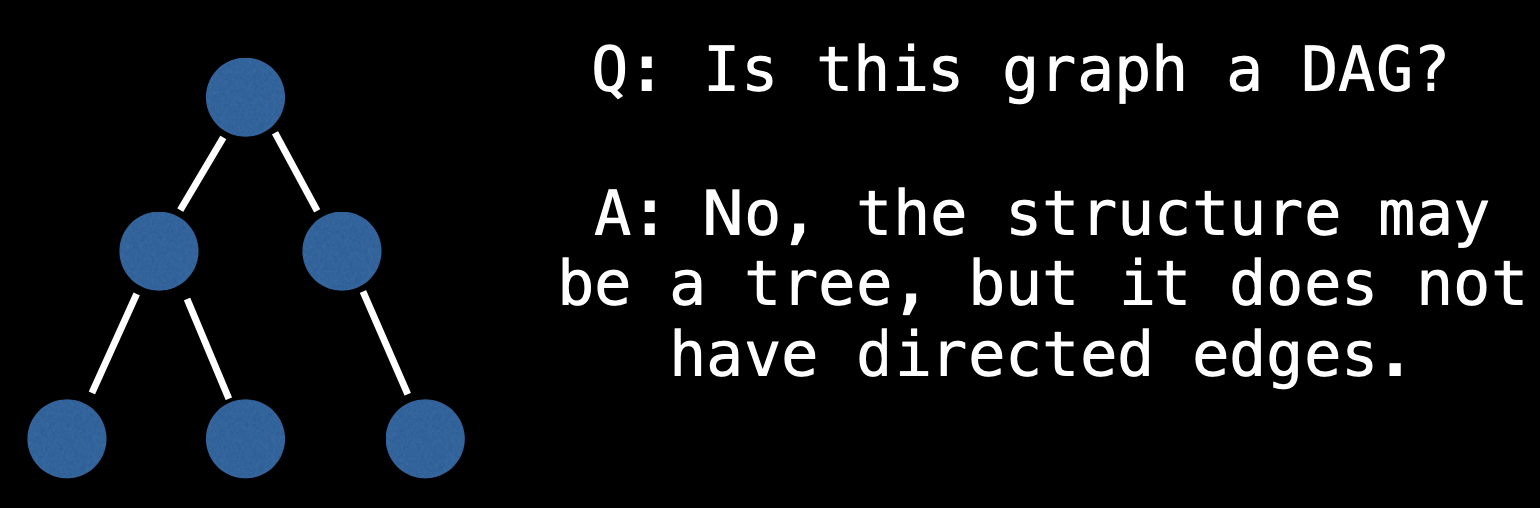 Q: Is this graph a DAG?
A: No, the structure may
be a tree, but it does not
have directed edges.